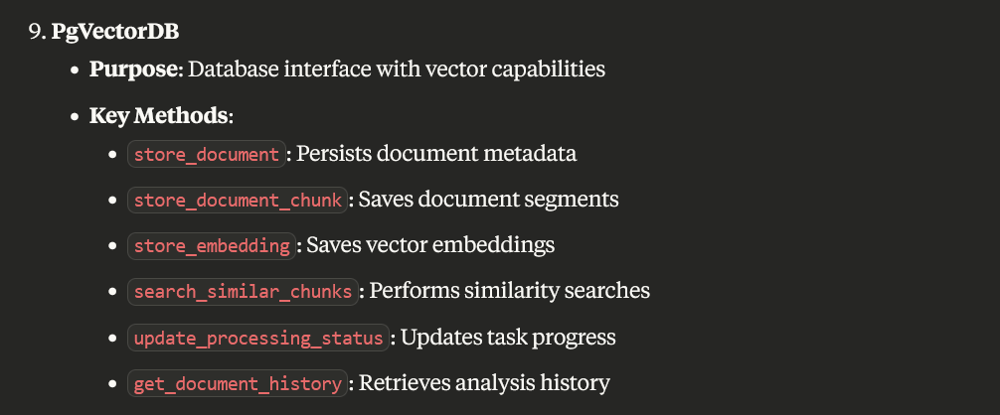 9. PgVectorDB
• Purpose: Database interface with vector capabilities
• Key Methods:
• store_document: Persists document metadata
• store_document_chunk: Saves document segments
• store_embedding: Saves vector embeddings
• search_similar_chunks: Performs similarity searches
• update_processing_status: Updates task progress
• get_document_history: Retrieves analysis history